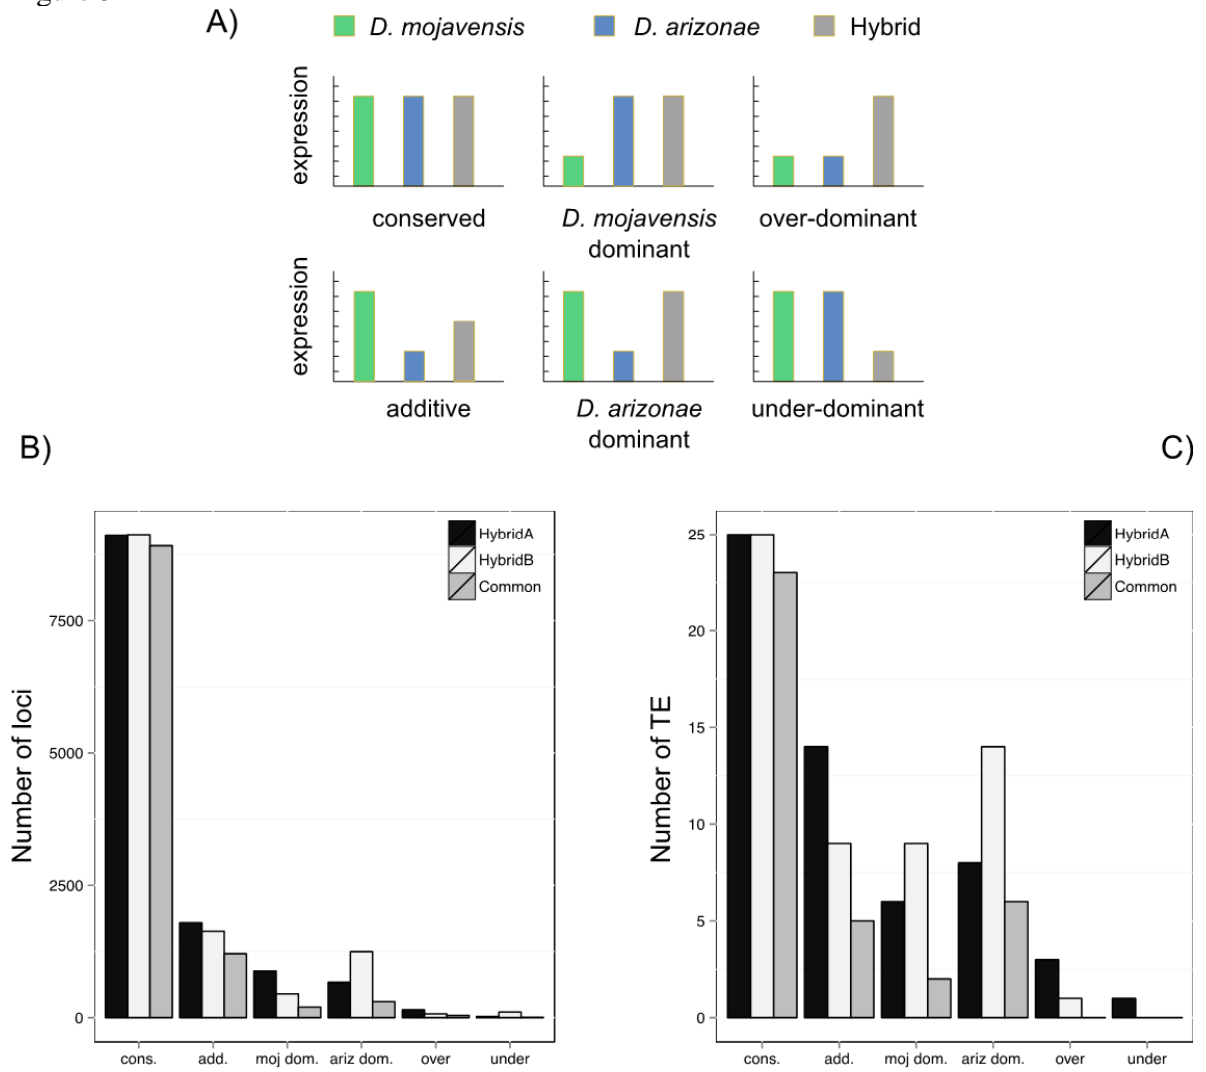 A)
D. mojavensis
D. arizonae
Hybrid
expression
conserved
D. mojavensis
dominant
over-dominant
expression
additive
D. arizonae
dominant
under-dominant
B)
C)
HybridA
HybridB
Common
7500
5000
2500
0
Number of loci
cons.
add.
moj dom.
ariz dom.
over
under
HybridA
HybridB
Common
25
20
15
10
5
0
Number of TE
cons.
add.
moj dom.
ariz dom.
over
under